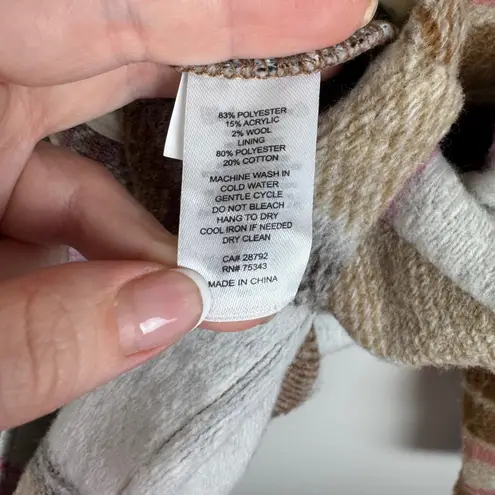 83% POLYESTER
15% ACRYLIC
2% WOOL
LINING
80% POLYESTER
20% COTTON
MACHINE WASH IN
COLD WATER
GENTLE CYCLE
DO NOT BLEACH
HANG TO DRY
COOL IRON IF NEEDED
DRY CLEAN
CA# 28792
RN# 75343
MADE IN CHINA